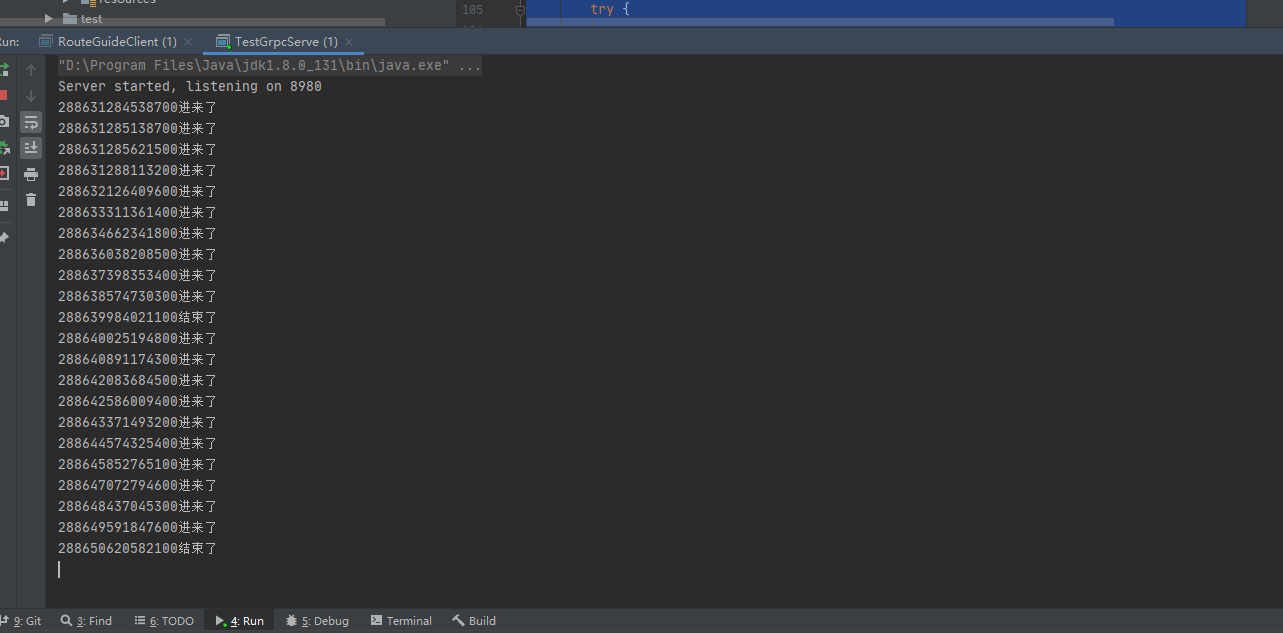 resources
test
105
try {
Run:
RouteGuideClient (1)
TestGrpcServe (1)
"D:\Program Files\Java\jdk1.8.0_131\bin\java.exe" ...
Server started, listening on 8980
288631284538700进来了
288631285138700进来了
288631285621500进来了
288631288113200进来了
288632126409600进来了
288633311361400进来了
288634662341800进来了
288636038208500进来了
288637398353400进来了
288638574730300进来了
288639984021100结束了
288640025194800进来了
288640891174300进来了
288642083684500进来了
288642586009400进来了
288643371493200进来了
288644574325400进来了
288645852765100进来了
288647072794600进来了
288648437045300进来了
288649591847600进来了
288650620582100结束了
9: Git
3: Find
6: TODO
4: Run
5: Debug
Terminal
Build